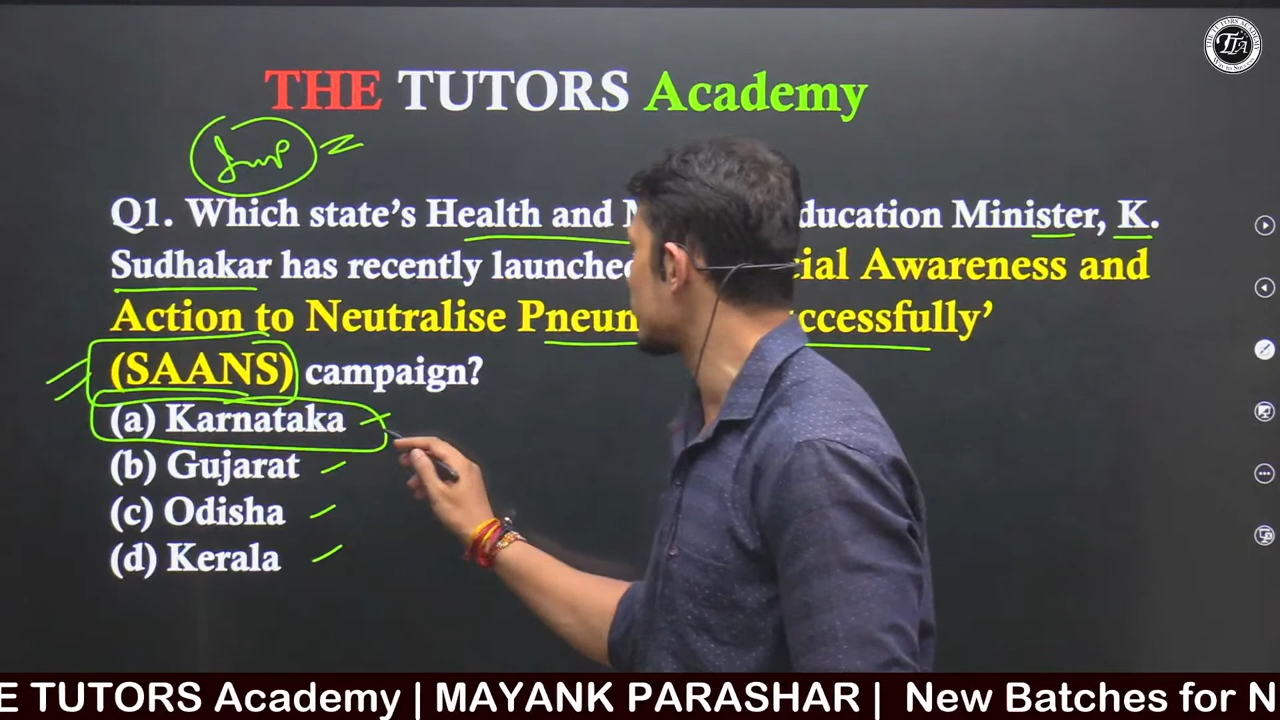 THE TUTORS Academy
Imp
Q1. Which state's Health and ducation Minister, K.
Sudhakar has recently launched cial Awareness and
Action to Neutralise Pneum ccessfully'
(SAANS) campaign?
(a) Karnataka
(b) Gujarat
(c) Odisha
(d) Kerala
E TUTORS Academy | MAYANK PARASHAR | New Batches for N